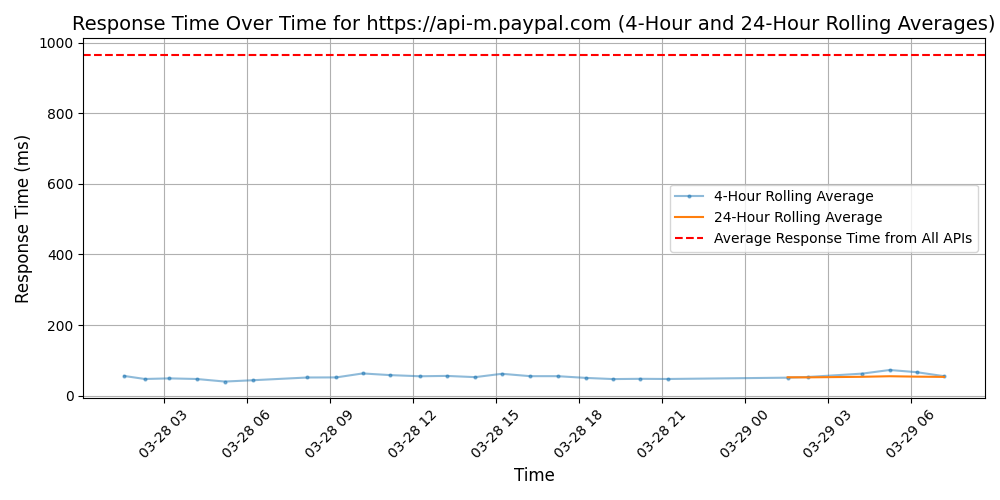 Response Time Over Time for https://api-m.paypal.com (4-Hour and 24-Hour Rolling Averages)
1000
800
600
400
200
0
Response Time (ms)
4-Hour Rolling Average
24-Hour Rolling Average
Average Response Time from All APIs
03-28 03
03-28 06
03-28 09
03-28 12
03-28 15
03-28 18
03-28 21
03-29 00
03-29 03
03-29 06
Time